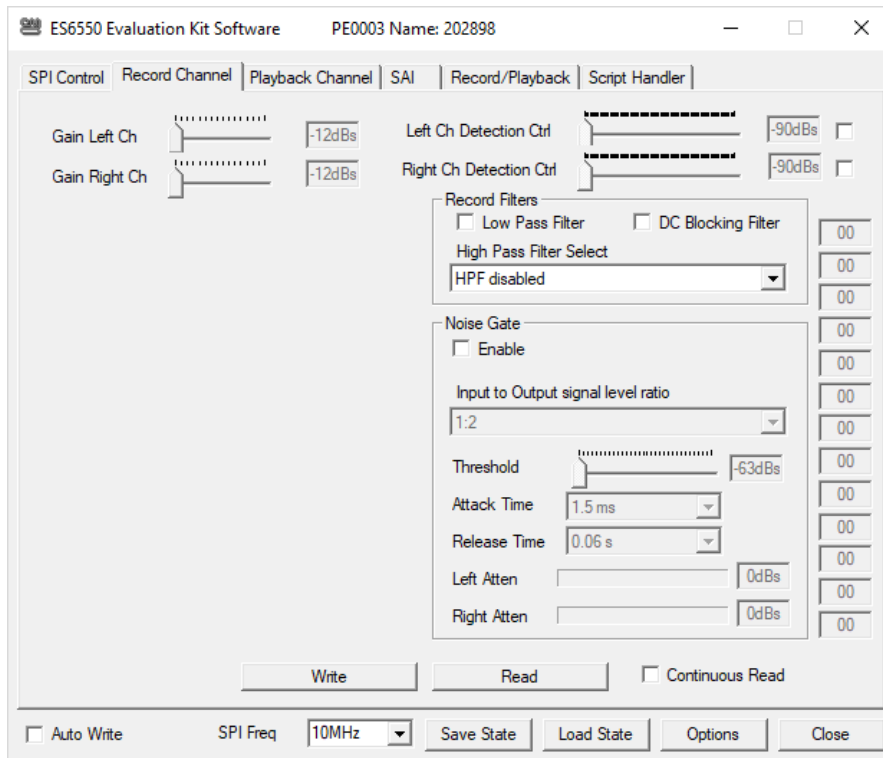 ES6550 Evaluation Kit Software PE0003 Name: 202898
SPI Control Record Channel Playback Channel SAI Record/Playback Script Handler
Gain Left Ch -12dBs Left Ch Detection Ctrl -90dBs
Gain Right Ch -12dBs Right Ch Detection Ctrl -90dBs
Record Filters
Low Pass Filter DC Blocking Filter
00
High Pass Filter Select
00
HPF disabled
00
Noise Gate
00
Enable
00
Input to Output signal level ratio
00
1:2
00
Threshold -63dBs
00
Attack Time 1.5 ms
00
Release Time 0.06 s
00
00
Left Atten 0dBs
00
Right Atten 0dBs
00
Write Read Continuous Read
Auto Write SPI Freq 10MHz Save State Load State Options Close